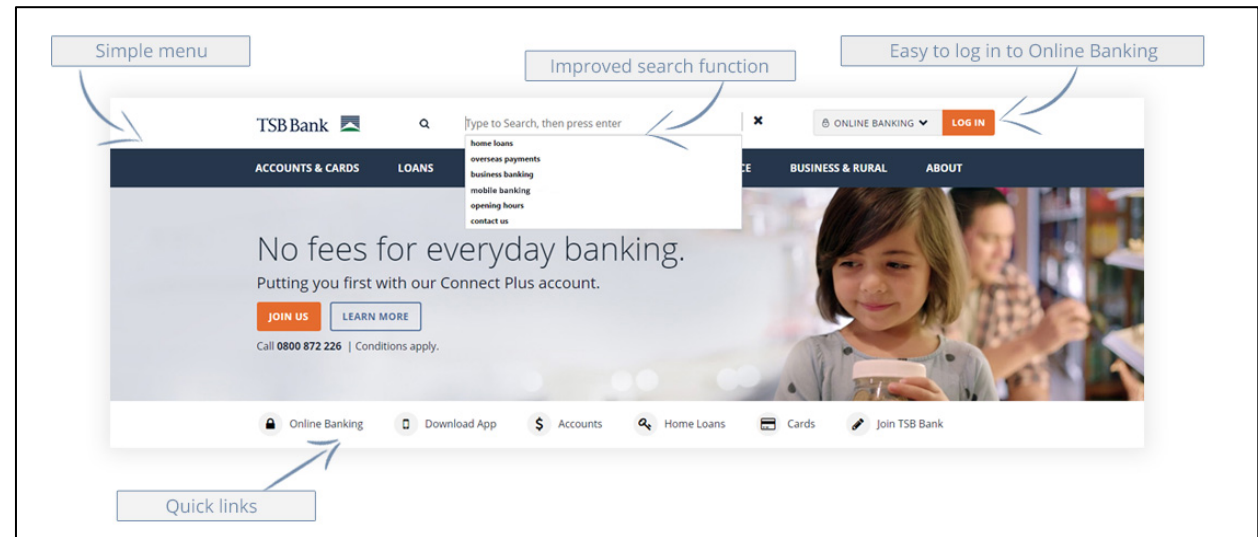 Simple menu
Improved search function
Easy to log in to Online Banking
TSB Bank
Type to Search, then press enter
ONLINE BANKING
LOG IN
home loans
overseas payments
business banking
mobile banking
opening hours
contact us
ACCOUNTS & CARDS LOANS CE BUSINESS & RURAL ABOUT
No fees for everyday banking.
Putting you first with our Connect Plus account.
JOIN US LEARN MORE
Call 0800 872 226 | Conditions apply.
Online Banking Download App Accounts Home Loans Cards Join TSB Bank
Quick links